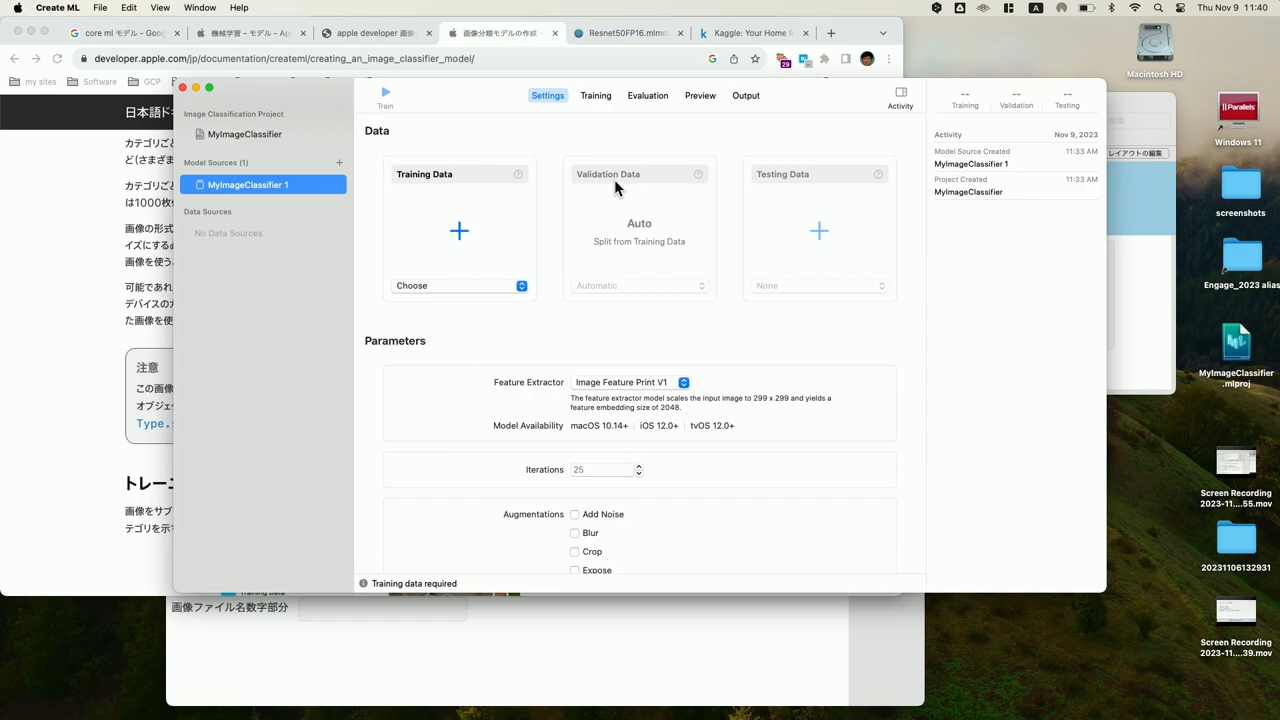 Create ML File Edit View Window Help
A Thu Nov 9 11:40
core ml モデル - Goog
機械学習 - モデル - Ap
apple developer 画像
画像分類モデルの作成 -
Resnet50FP16.mlmo
Kaggle: Your Home f
developer.apple.com/jp/documentation/createml/creating_an_image_classifier_model/
29
my sites
Software
GCP
日本語ドキ
カテゴリご
ど(さまざま
カテゴリご
は1000枚
画像の形式
イズにする
画像を使う
可能であれ
デバイスのカ
た画像を使
注意
この画像
オブジェ
Type.s
トレーニ
画像をサブ
テゴリを示
Image Classification Project
MyImageClassifier
Model Sources (1)
MyImageClassifier 1
Data Sources
No Data Sources
Train
Settings Training Evaluation Preview Output
Activity
Data
Training Data
Choose
Validation Data
Auto
Split from Training Data
Automatic
Testing Data
None
Parameters
Feature Extractor Image Feature Print V1
The feature extractor model scales the input image to 299 x 299 and yields a
feature embedding size of 2048.
Model Availability macOS 10.14+ iOS 12.0+ tvOS 12.0+
Iterations 25
Augmentations Add Noise
Blur
Crop
Expose
Training data required
-- -- --
Training Validation Testing
Activity Nov 9, 2023
Model Source Created 11:33 AM
MyImageClassifier 1
Project Created 11:33 AM
MyImageClassifier
レイアウトの編集
Training Data
画像ファイル名数字部分
Macintosh HD
Parallels
Windows 11
screenshots
Engage_2023 alias
MyImageClassifier
.mlproj
Screen Recording
2023-11....55.mov
20231106132931
Screen Recording
2023-11....39.mov